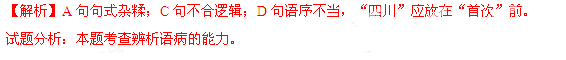 【解析】A 句句式杂糅；C 句不合逻辑；D 句语序不当，“四川”应放在“首次”前。
试题分析：本题考查辨析语病的能力。